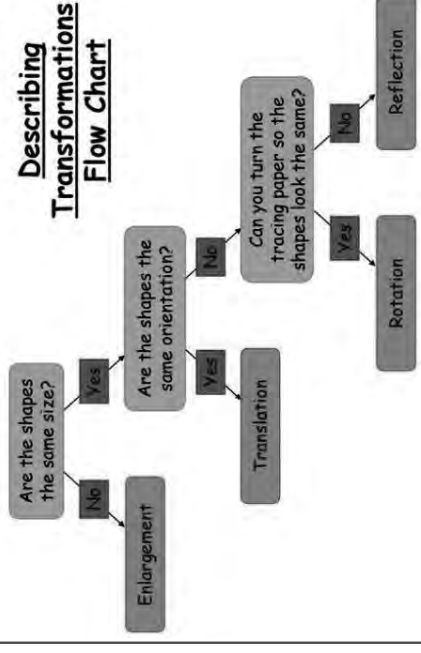 Describing
Transformations
Flow Chart
Are the shapes
the same size?
No
Yes
Enlargement
Are the shapes the
same orientation?
Yes
No
Translation
Can you turn the
tracing paper so the
shapes look the same?
Yes
No
Rotation
Reflection